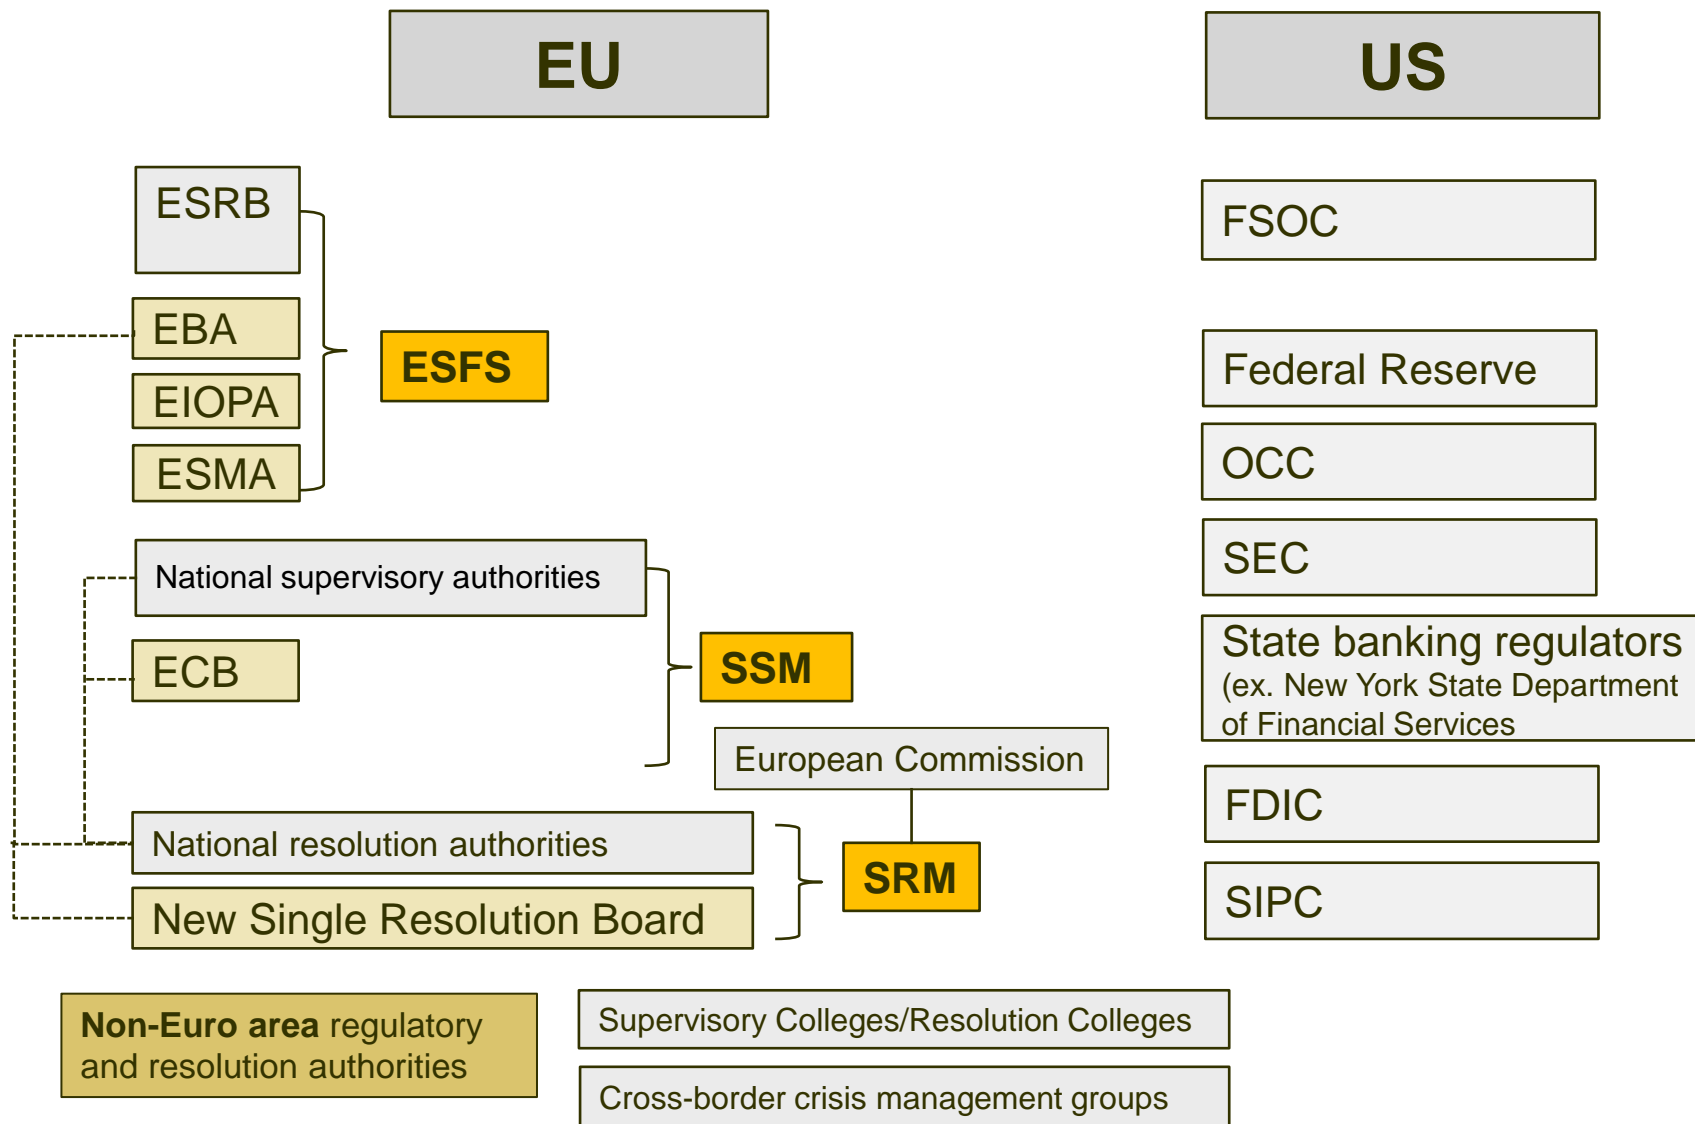 EU
US
ESRB
EBA
EIOPA
ESMA
ESFS
National supervisory authorities
ECB
SSM
European Commission
National resolution authorities
New Single Resolution Board
SRM
Non-Euro area regulatory
and resolution authorities
Supervisory Colleges/Resolution Colleges
Cross-border crisis management groups
FSOC
Federal Reserve
OCC
SEC
State banking regulators
(ex. New York State Department
of Financial Services
FDIC
SIPC